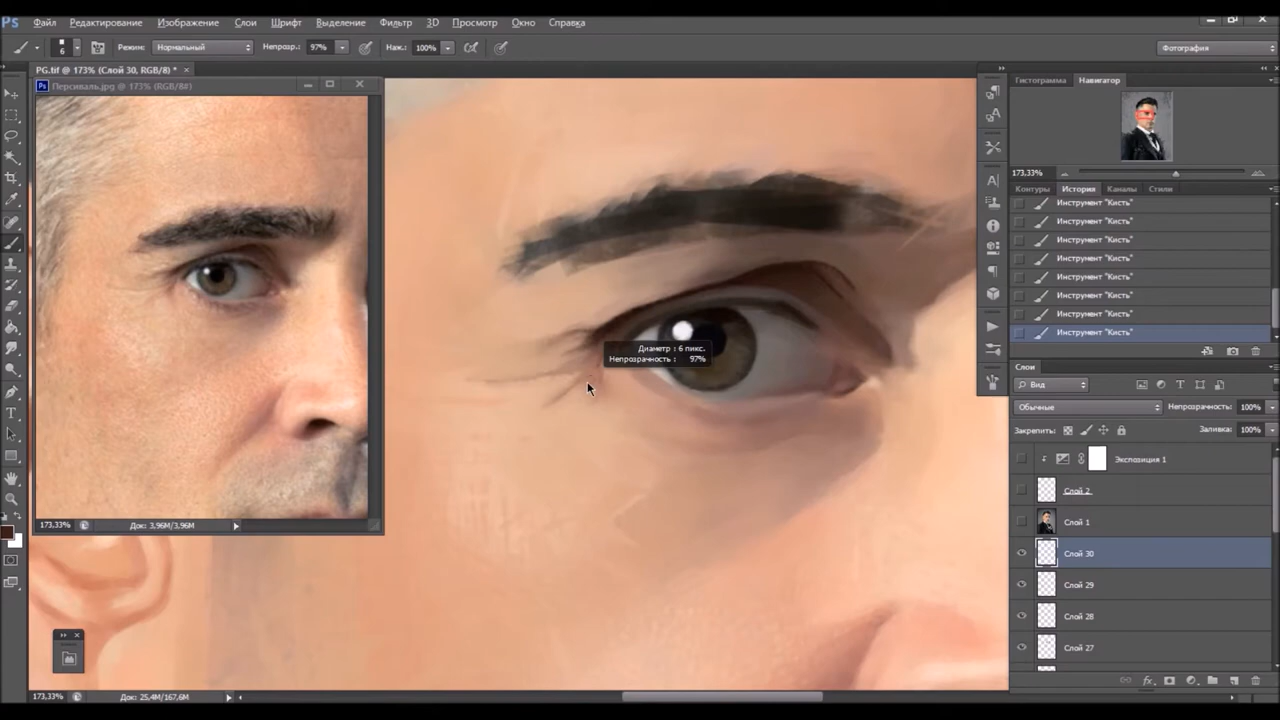 Ps Файл Редактирование Изображение Слои Шрифт Выделение Фильтр 3D Просмотр Окно Справка
6 Режим: Нормальный Непрозр.: 97% Наж.: 100% Фотография
PG.tif @ 173% (Слой 30, RGB/8) *
Персиваль.jpg @ 173% (RGB/8#)
Гистограмма Навигатор
173,33%
Контуры История Каналы Стили
Инструмент "Кисть"
Инструмент "Кисть"
Инструмент "Кисть"
Инструмент "Кисть"
Инструмент "Кисть"
Инструмент "Кисть"
Инструмент "Кисть"
Инструмент "Кисть"
Диаметр : 6 пикс.
Непрозрачность : 97%
Слои
Вид
Обычные Непрозрачность: 100%
Закрепить: Заливка: 100%
Экспозиция 1
Слой 2
Слой 1
Слой 30
Слой 29
Слой 28
Слой 27
173,33% Док: 3,96M/3,96M
173,33% Док: 25,4M/167,6M